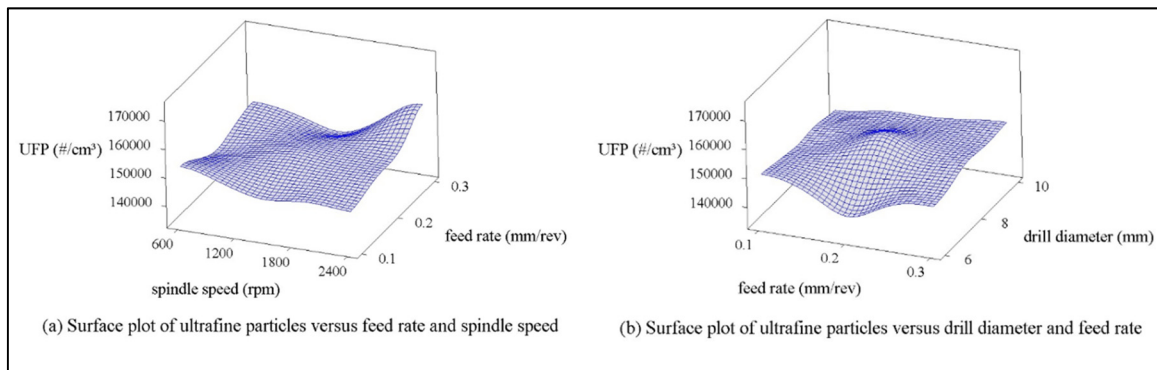 170000
160000
UFP (#/cm³)
150000
140000
600
1200
1800
2400
0.1
0.2
0.3
feed rate (mm/rev)
spindle speed (rpm)
(a) Surface plot of ultrafine particles versus feed rate and spindle speed
170000
160000
UFP (#/cm³)
150000
140000
0.1
0.2
0.3
6
8
10
drill diameter (mm)
feed rate (mm/rev)
(b) Surface plot of ultrafine particles versus drill diameter and feed rate